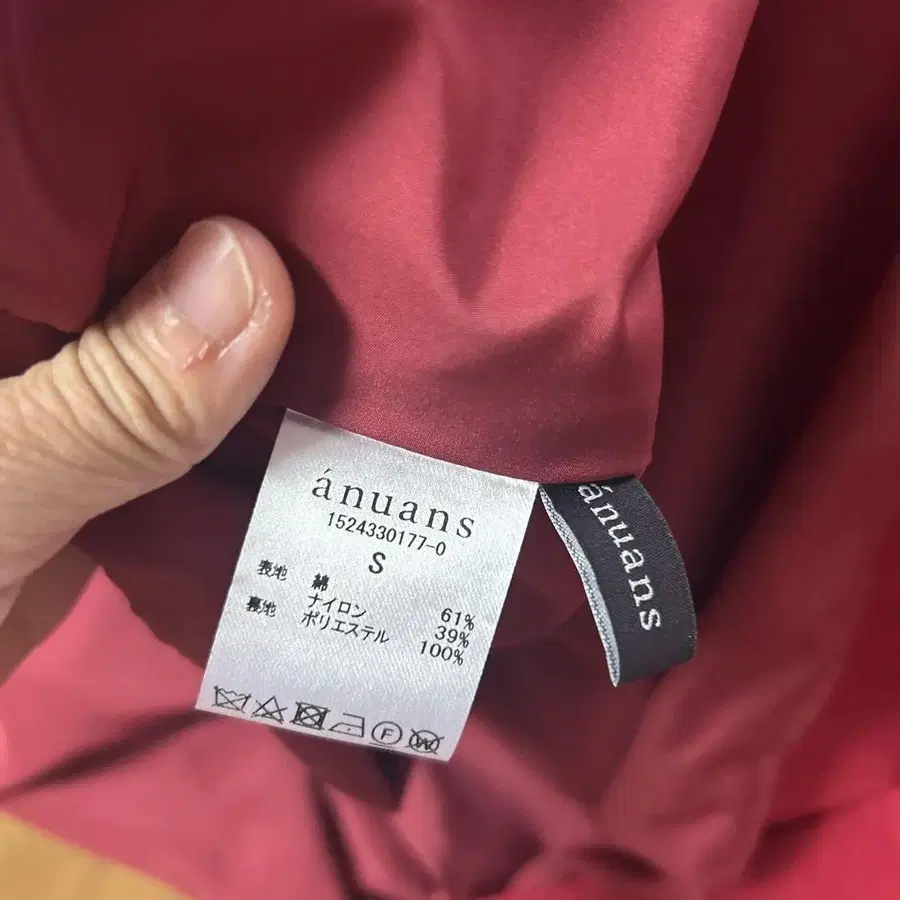 ánuans
1524330177-0
S
表地 綿 61%
ナイロン 39%
裏地 ポリエステル 100%
F
W
ánuans